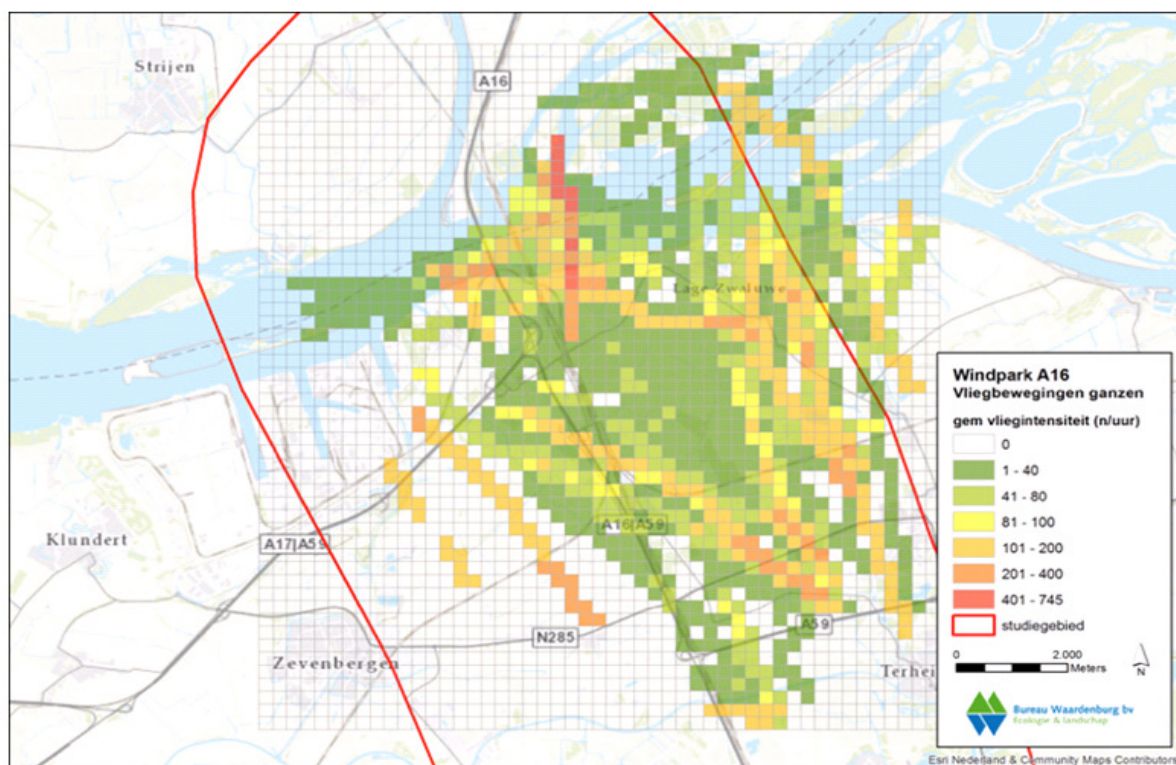 Strijen
A16
Lage Zwaluwe
Klundert
A17|A59
A16|A59
N285
A59
Zevenbergen
Terhei
Windpark A16
Vliegbewegingen ganzen
gem vliegintensiteit (n/uur)
0
1 - 40
41 - 80
81 - 100
101 - 200
201 - 400
401 - 745
studiegebied
0 2.000
Meters
N
Bureau Waardenburg bv
Ecologie & landschap
Esri Nederland & Community Maps Contributors